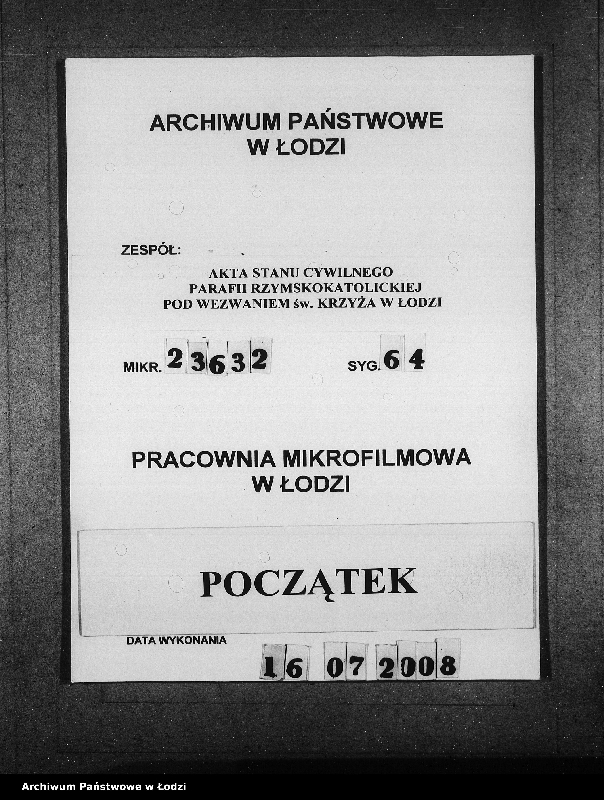 ARCHIWUM PAŃSTWOWE
W ŁODZI
ZESPÓŁ:
AKTA STANU CYWILNEGO
PARAFII RZYMSKOKATOLICKIEJ
POD WEZWANIEM św. KRZYŻA W ŁODZI
MIKR. 23632 SYG. 64
PRACOWNIA MIKROFILMOWA
W ŁODZI
POCZĄTEK
DATA WYKONANIA
16 07 2008
Archiwum Państwowe w Łodzi